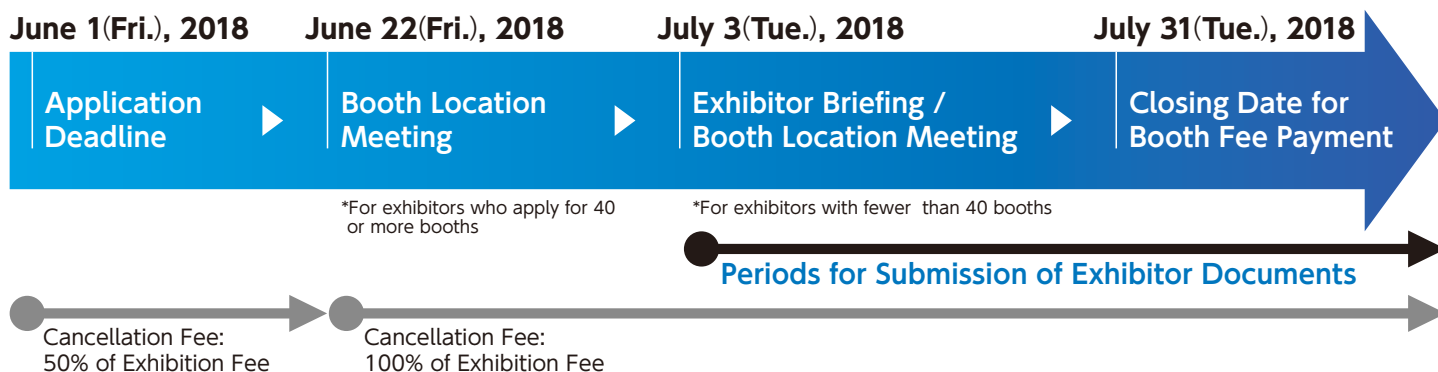 June 1(Fri.), 2018
June 22(Fri.), 2018
July 3(Tue.), 2018
July 31(Tue.), 2018
Application
Deadline
Booth Location
Meeting
Exhibitor Briefing /
Booth Location Meeting
Closing Date for
Booth Fee Payment
*For exhibitors who apply for 40
or more booths
*For exhibitors with fewer than 40 booths
Periods for Submission of Exhibitor Documents
Cancellation Fee:
50% of Exhibition Fee
Cancellation Fee:
100% of Exhibition Fee